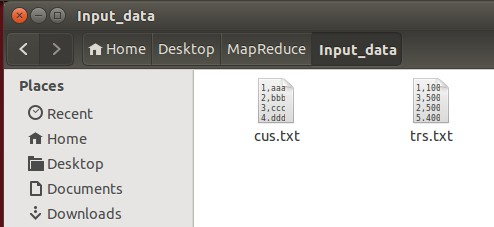 Input_data
Home Desktop MapReduce Input_data
Places
Recent
Home
Desktop
Documents
Downloads
1,aaa
2,bbb
3,ccc
4.ddd
cus.txt
1,100
3,500
2,500
5.400
trs.txt